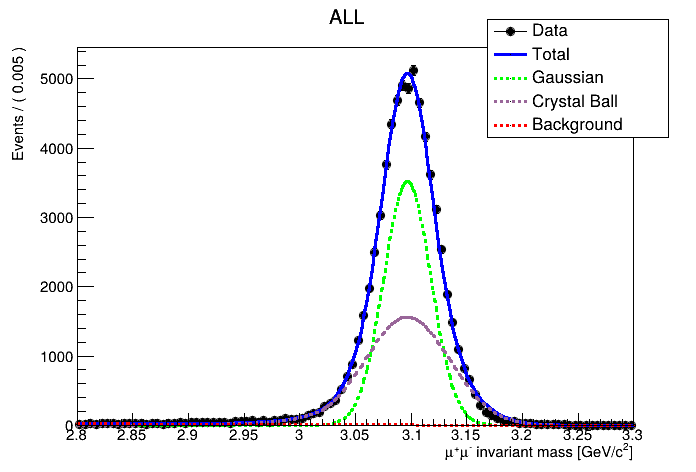 ALL
Data
Total
Gaussian
Crystal Ball
Background
Events / ( 0.005 )
5000
4000
3000
2000
1000
0
2.8 2.85 2.9 2.95 3 3.05 3.1 3.15 3.2 3.25 3.3
μ⁺μ⁻ invariant mass [GeV/c²]